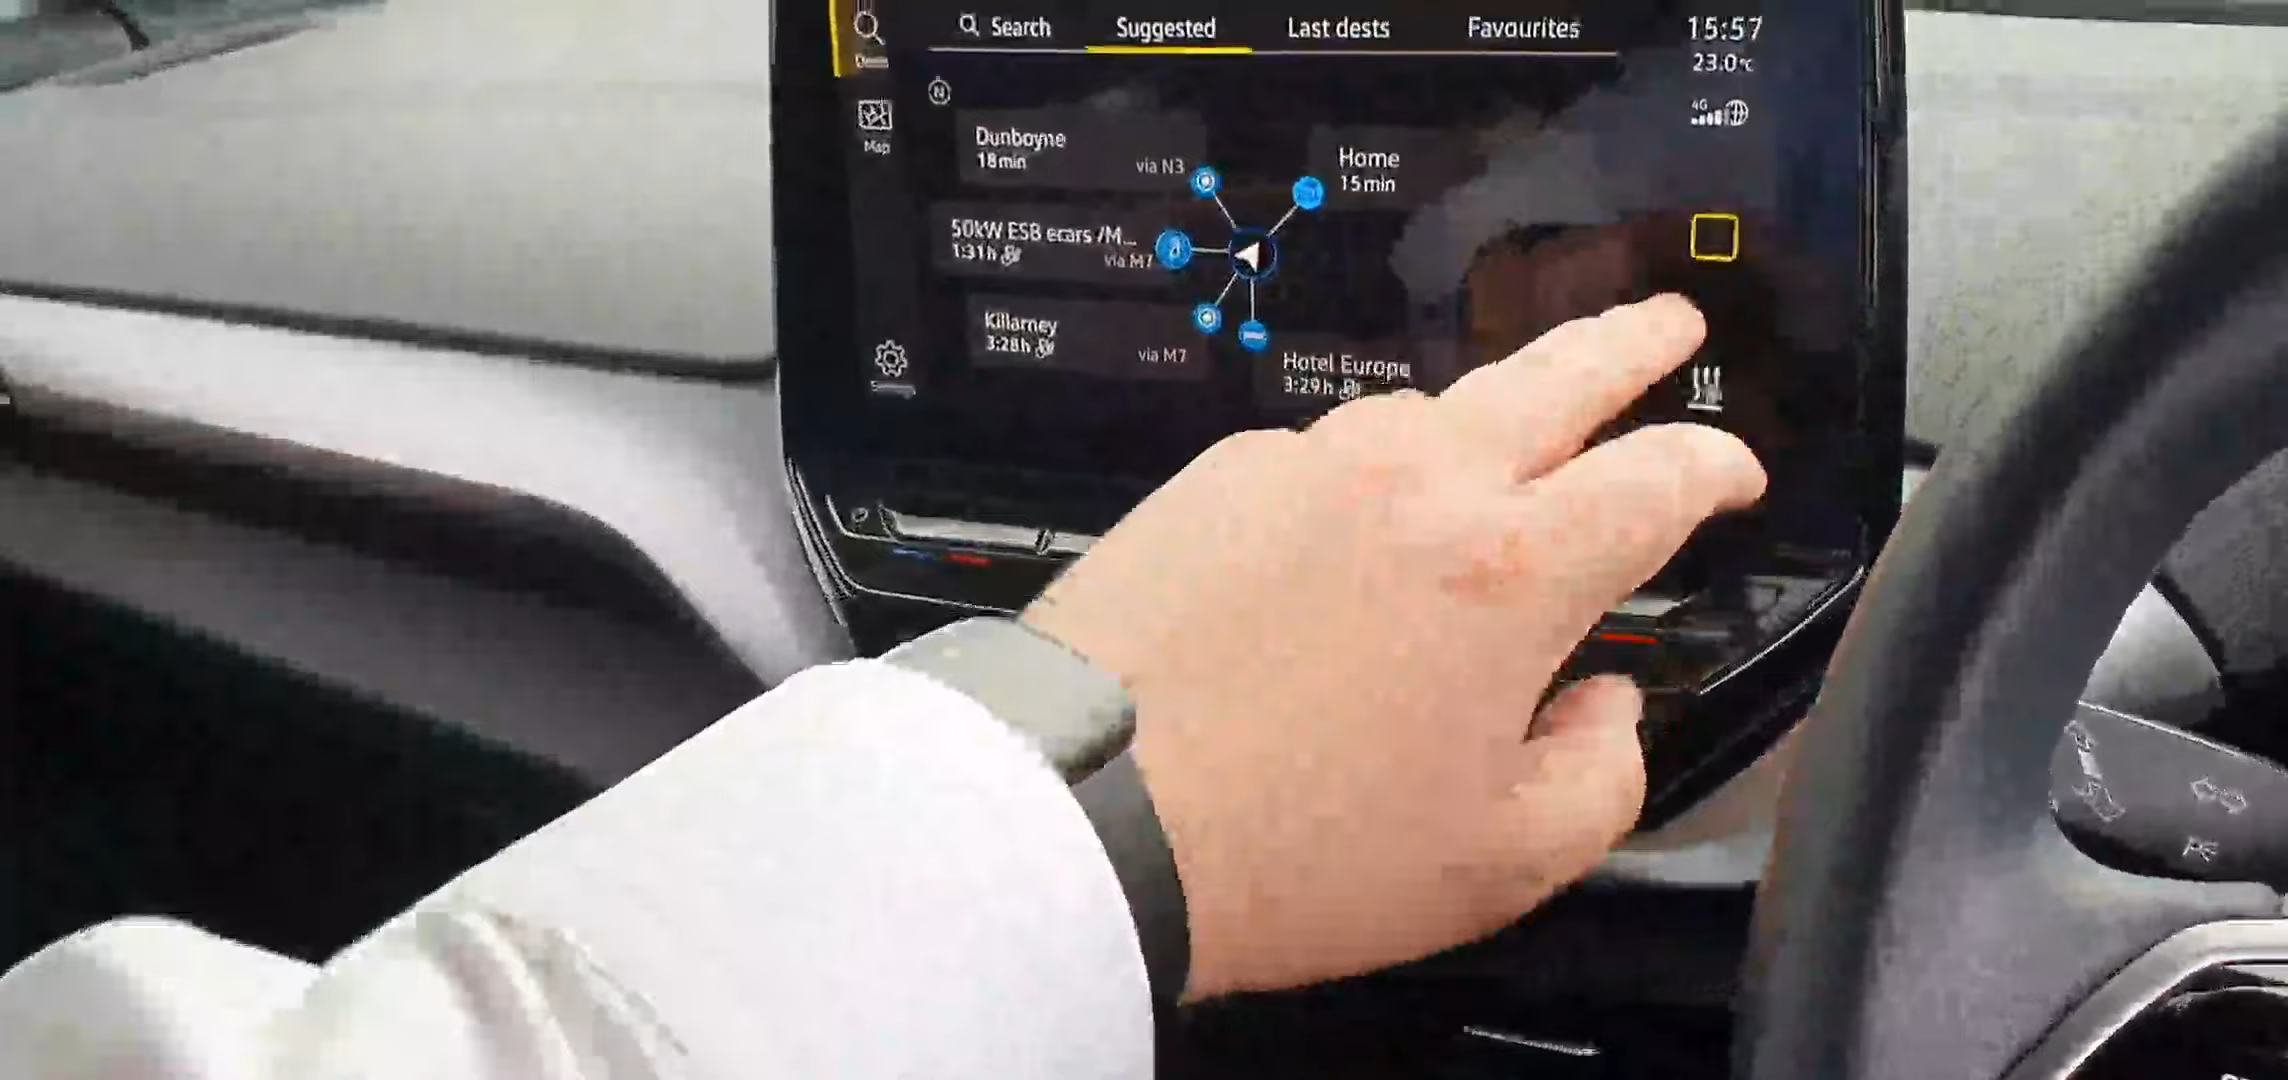 Search
Suggested
Last dests
Favourites
15:57
23.0°C
4G
N
Map
Dunboyne
18min
via N3
Home
15min
50kW ESB ecars /M...
1:31h
via M7
Killarney
3:28h
via M7
Hotel Europe
3:29h